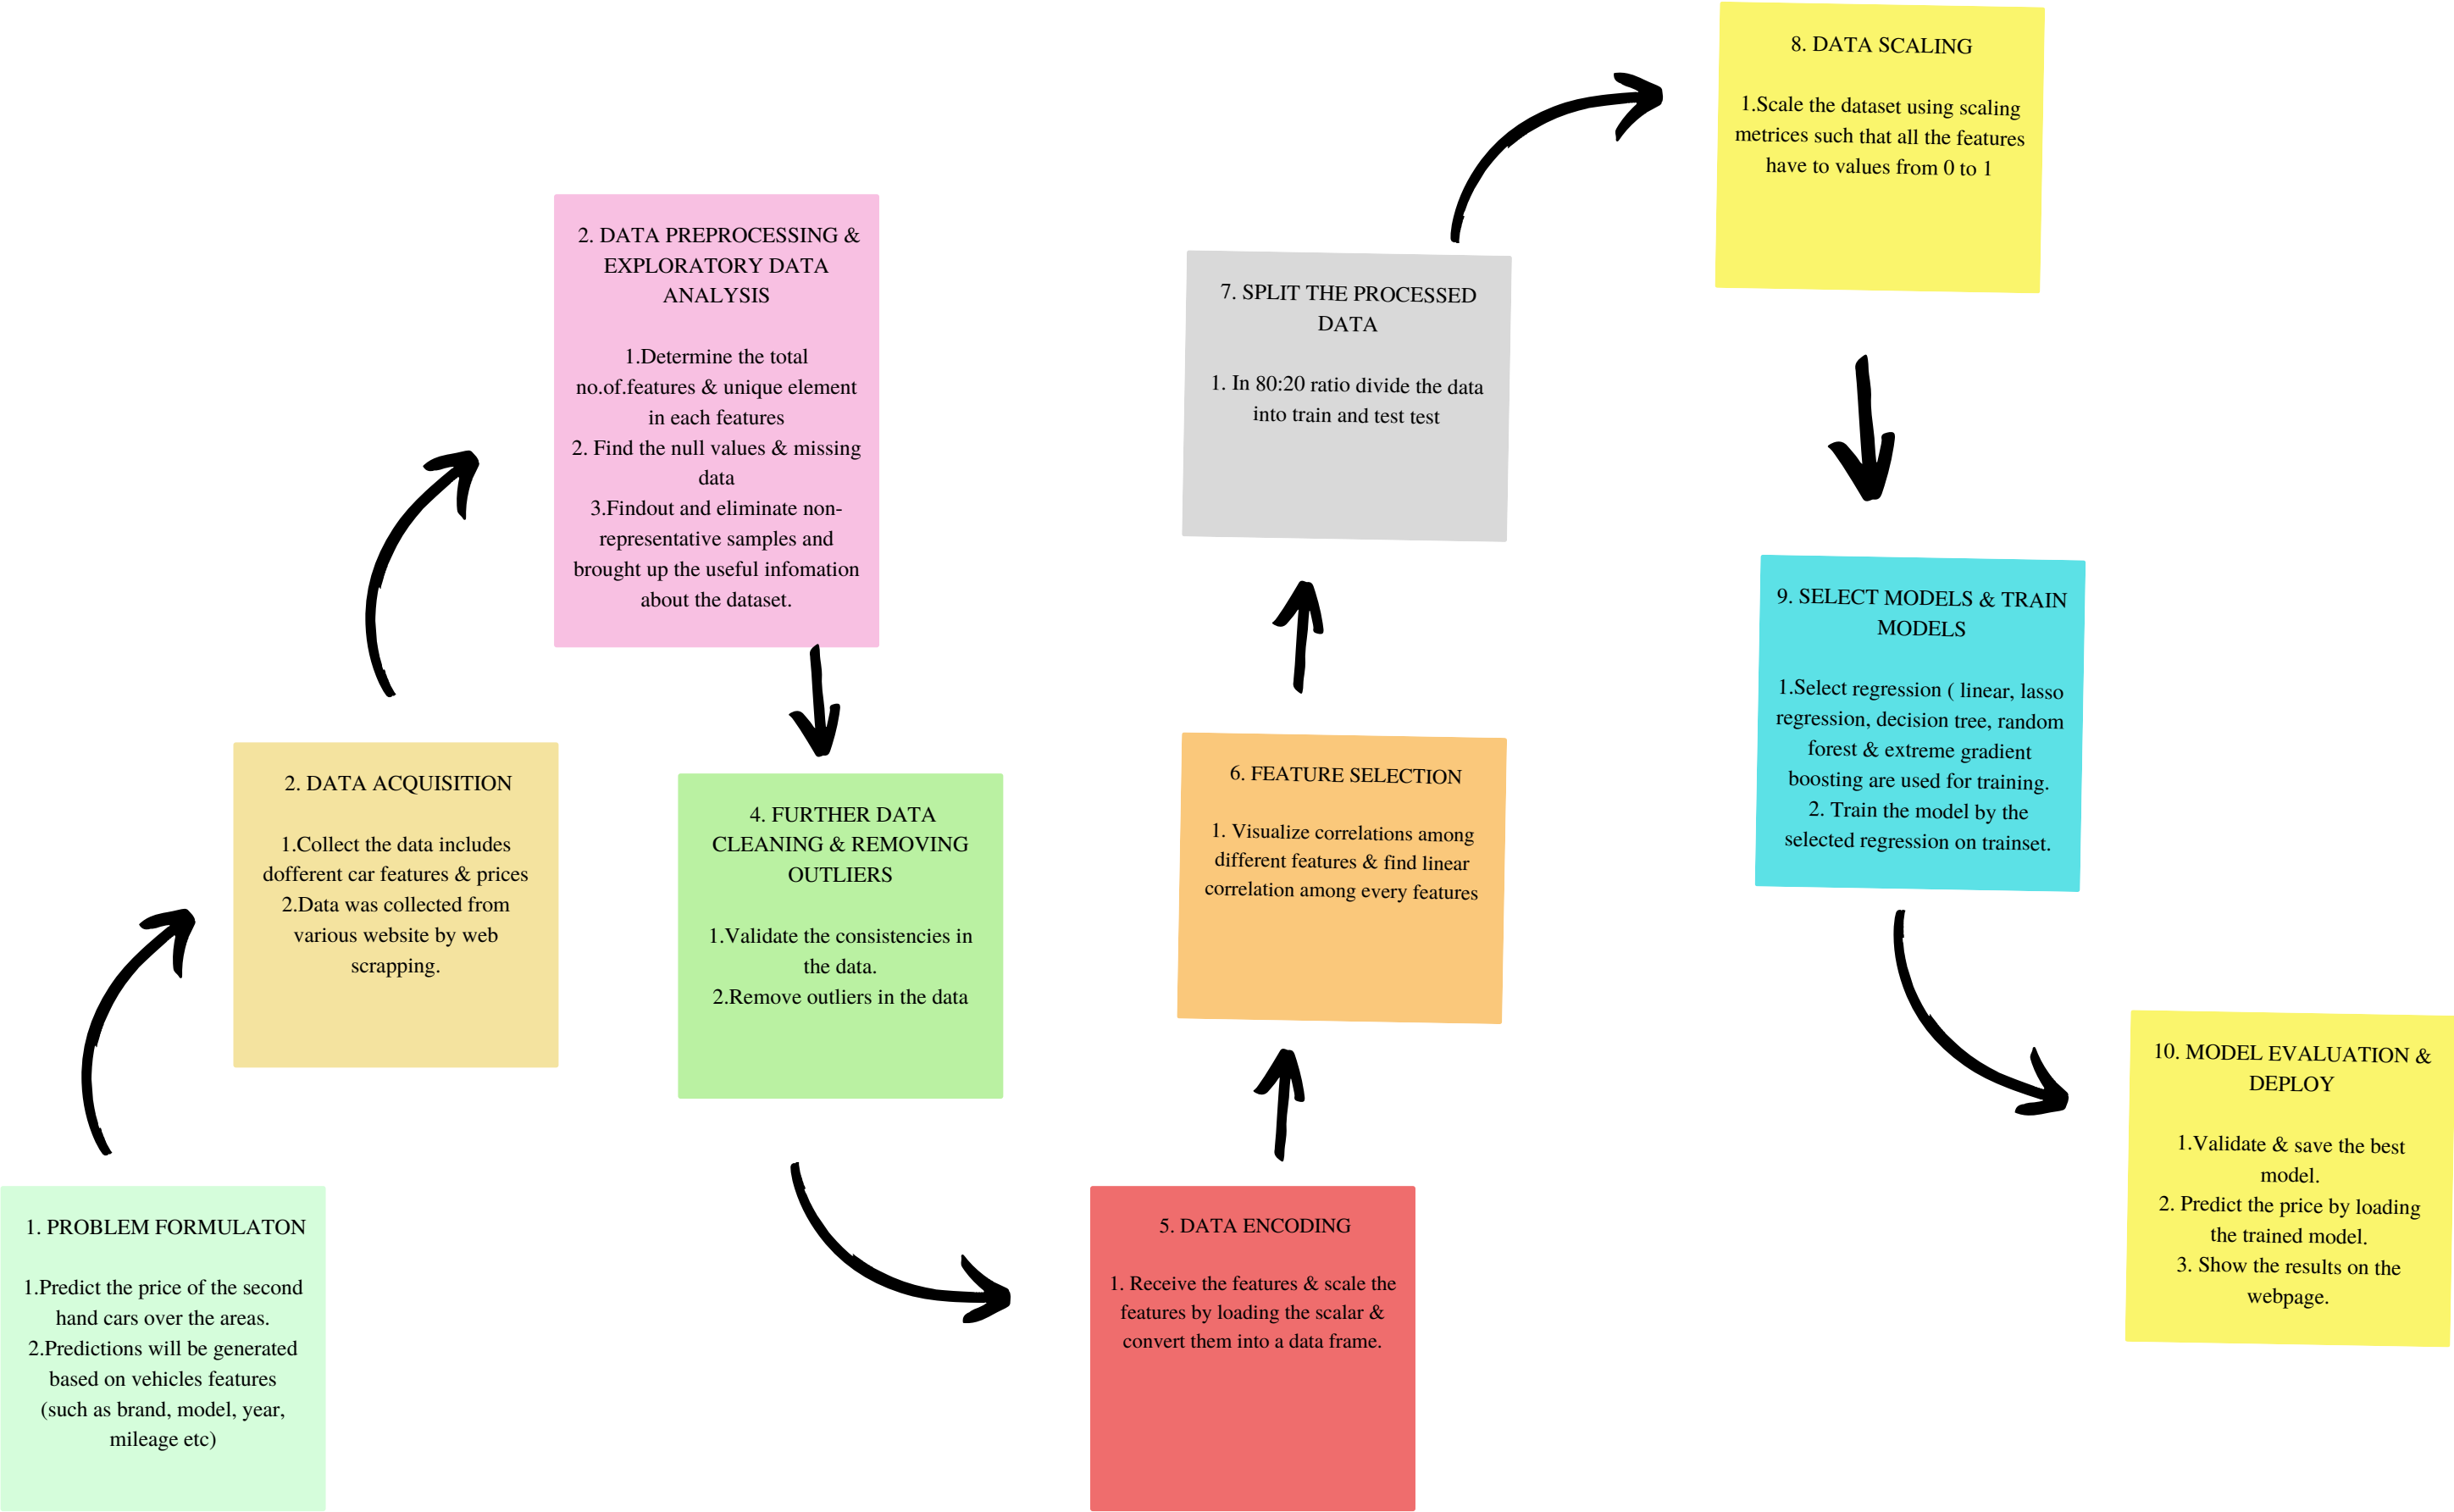 1. PROBLEM FORMULATON
1.Predict the price of the second
hand cars over the areas.
2.Predictions will be generated
based on vehicles features
(such as brand, model, year,
mileage etc)
2. DATA ACQUISITION
1.Collect the data includes
dofferent car features & prices
2.Data was collected from
various website by web
scrapping.
2. DATA PREPROCESSING &
EXPLORATORY DATA
ANALYSIS
1.Determine the total
no.of.features & unique element
in each features
2. Find the null values & missing
data
3.Findout and eliminate non-
representative samples and
brought up the useful infomation
about the dataset.
4. FURTHER DATA
CLEANING & REMOVING
OUTLIERS
1.Validate the consistencies in
the data.
2.Remove outliers in the data
5. DATA ENCODING
1. Receive the features & scale the
features by loading the scalar &
convert them into a data frame.
6. FEATURE SELECTION
1. Visualize correlations among
different features & find linear
correlation among every features
7. SPLIT THE PROCESSED
DATA
1. In 80:20 ratio divide the data
into train and test test
8. DATA SCALING
1.Scale the dataset using scaling
metrices such that all the features
have to values from 0 to 1
9. SELECT MODELS & TRAIN
MODELS
1.Select regression ( linear, lasso
regression, decision tree, random
forest & extreme gradient
boosting are used for training.
2. Train the model by the
selected regression on trainset.
10. MODEL EVALUATION &
DEPLOY
1.Validate & save the best
model.
2. Predict the price by loading
the trained model.
3. Show the results on the
webpage.